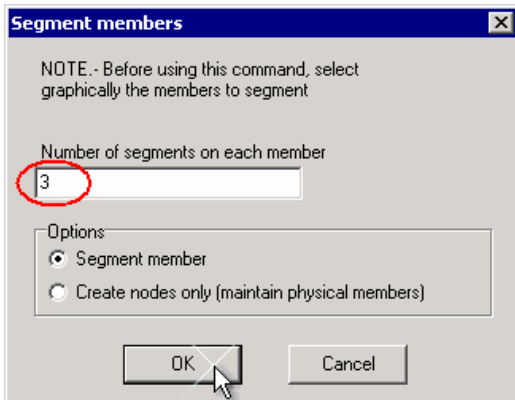 Segment members
NOTE.- Before using this command, select
graphically the members to segment
Number of segments on each member
3
Options
Segment member
Create nodes only (maintain physical members)
OK
Cancel